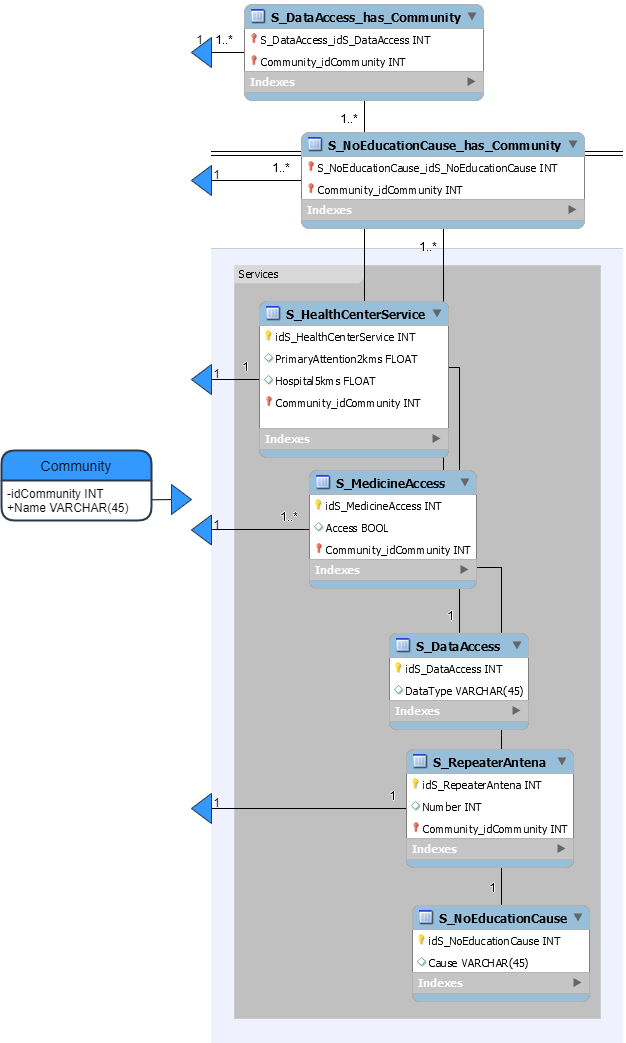 S_DataAccess_has_Community
S_DataAccess_idS_DataAccess INT
Community_idCommunity INT
Indexes
1 1..*
1..*
S_NoEducationCause_has_Community
S_NoEducationCause_idS_NoEducationCause INT
Community_idCommunity INT
Indexes
1 1..*
1..*
Services
S_HealthCenterService
idS_HealthCenterService INT
PrimaryAttention2kms FLOAT
Hospital5kms FLOAT
Community_idCommunity INT
Indexes
1 1
Community
-idCommunity INT
+Name VARCHAR(45)
S_MedicineAccess
idS_MedicineAccess INT
Access BOOL
Community_idCommunity INT
Indexes
1 1..*
1
S_DataAccess
idS_DataAccess INT
DataType VARCHAR(45)
Indexes
S_RepeaterAntena
idS_RepeaterAntena INT
Number INT
Community_idCommunity INT
Indexes
1 1
1
S_NoEducationCause
idS_NoEducationCause INT
Cause VARCHAR(45)
Indexes